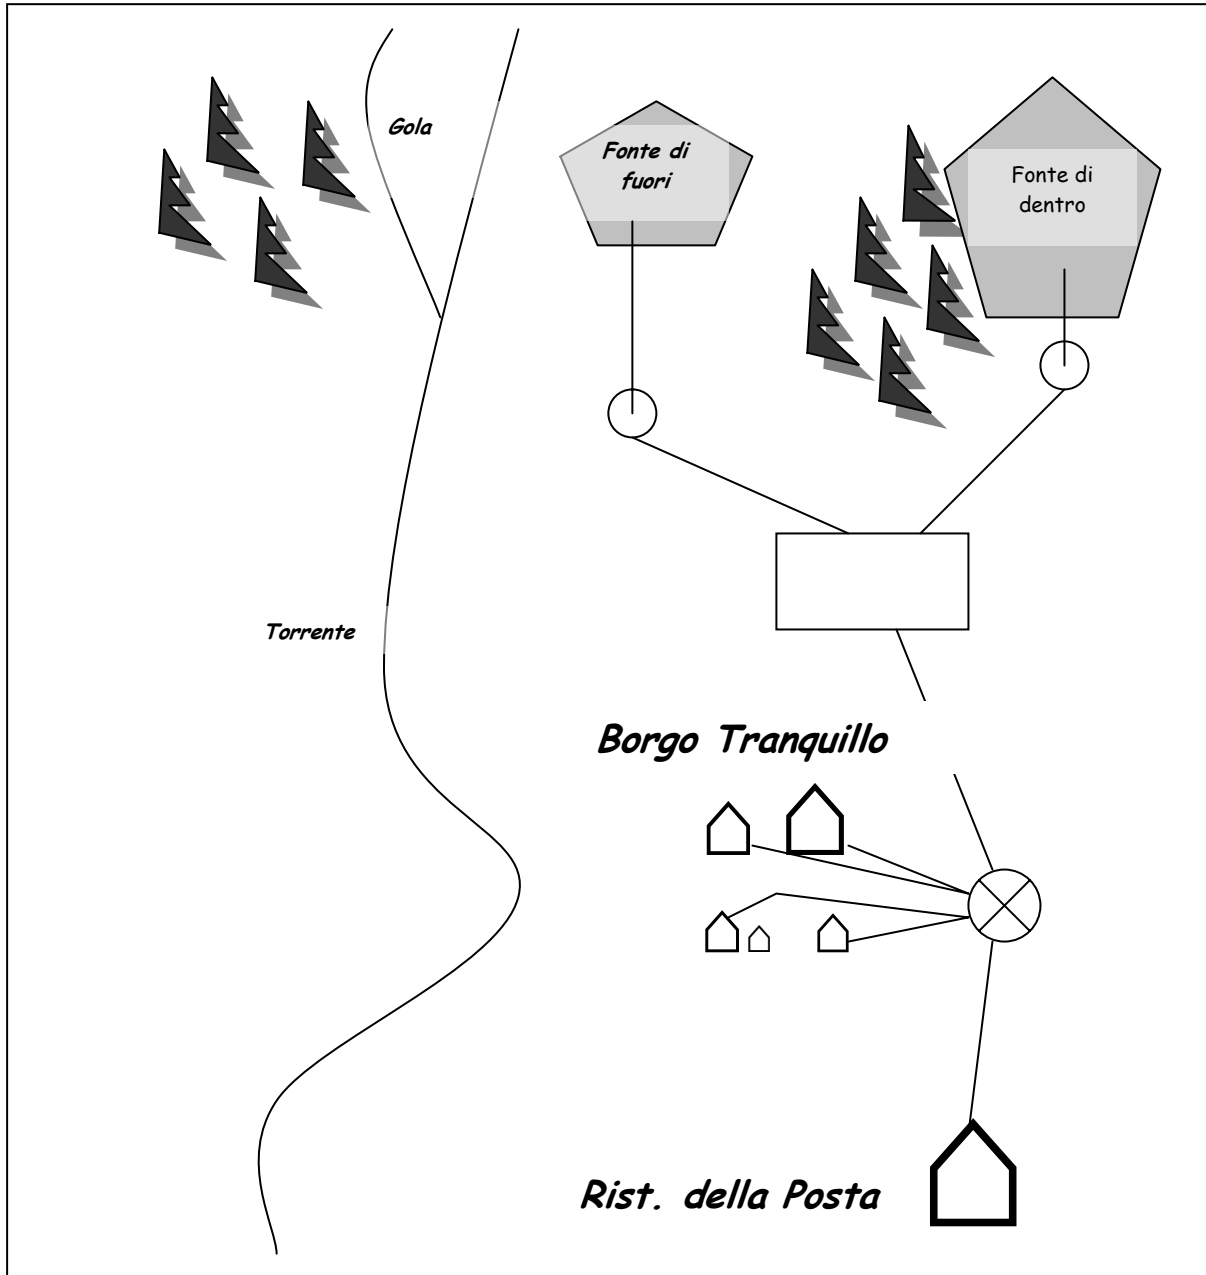 Gola
Fonte di
fuori
Fonte di
dentro
Torrente
Borgo Tranquillo
Rist. della Posta